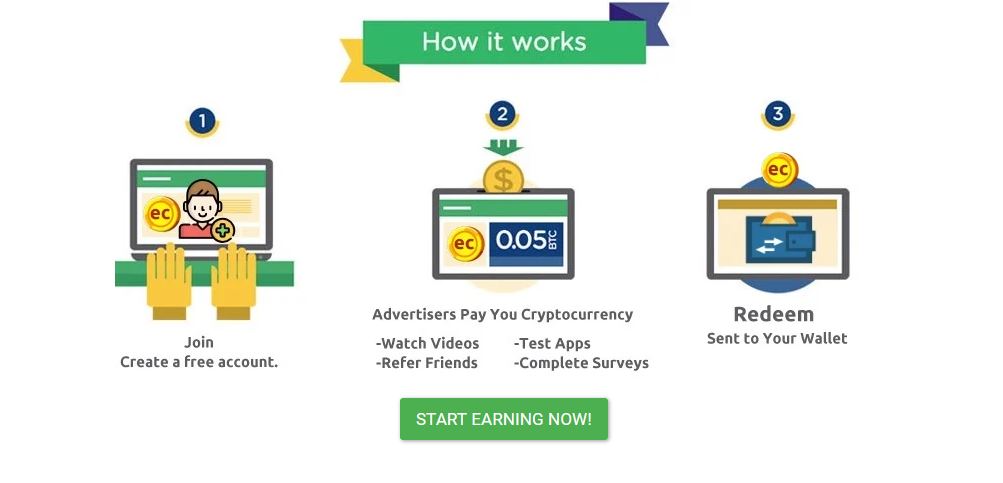 How it works
1
2
3
$
ec
ec
ec
0.05 BTC
Join
Create a free account.
Advertisers Pay You Cryptocurrency
-Watch Videos
-Test Apps
-Refer Friends
-Complete Surveys
Redeem
Sent to Your Wallet
START EARNING NOW!